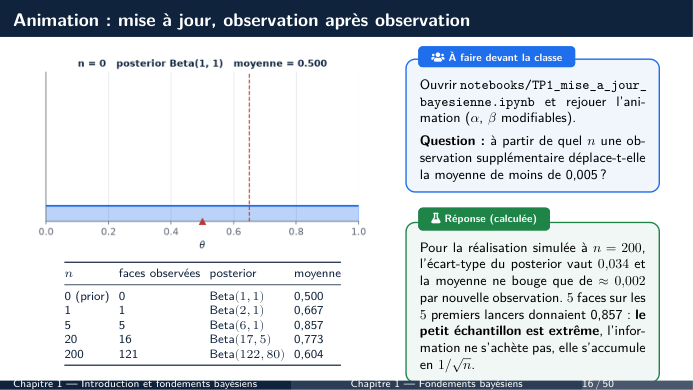 Animation : mise à jour, observation après observation
n = 0 posterior Beta(1, 1) moyenne = 0.500
0.0 0.2 0.4 0.6 0.8 1.0
θ
n faces observées posterior moyenne
0 (prior) 0 Beta(1, 1) 0,500
1 1 Beta(2, 1) 0,667
5 5 Beta(6, 1) 0,857
20 16 Beta(17, 5) 0,773
200 121 Beta(122, 80) 0,604
À faire devant la classe
Ouvrir notebooks/TP1_mise_a_jour_
bayesienne.ipynb et rejouer l'ani-
mation (α, β modifiables).
Question : à partir de quel n une ob-
servation supplémentaire déplace-t-elle
la moyenne de moins de 0,005 ?
Réponse (calculée)
Pour la réalisation simulée à n = 200,
l'écart-type du posterior vaut 0,034 et
la moyenne ne bouge que de ≈ 0,002
par nouvelle observation. 5 faces sur les
5 premiers lancers donnaient 0,857 : le
petit échantillon est extrême, l'infor-
mation ne s'achète pas, elle s'accumule
en 1/√n.
Chapitre 1 — Introduction et fondements bayésiens Chapitre 1 — Fondements bayésiens 16 / 50